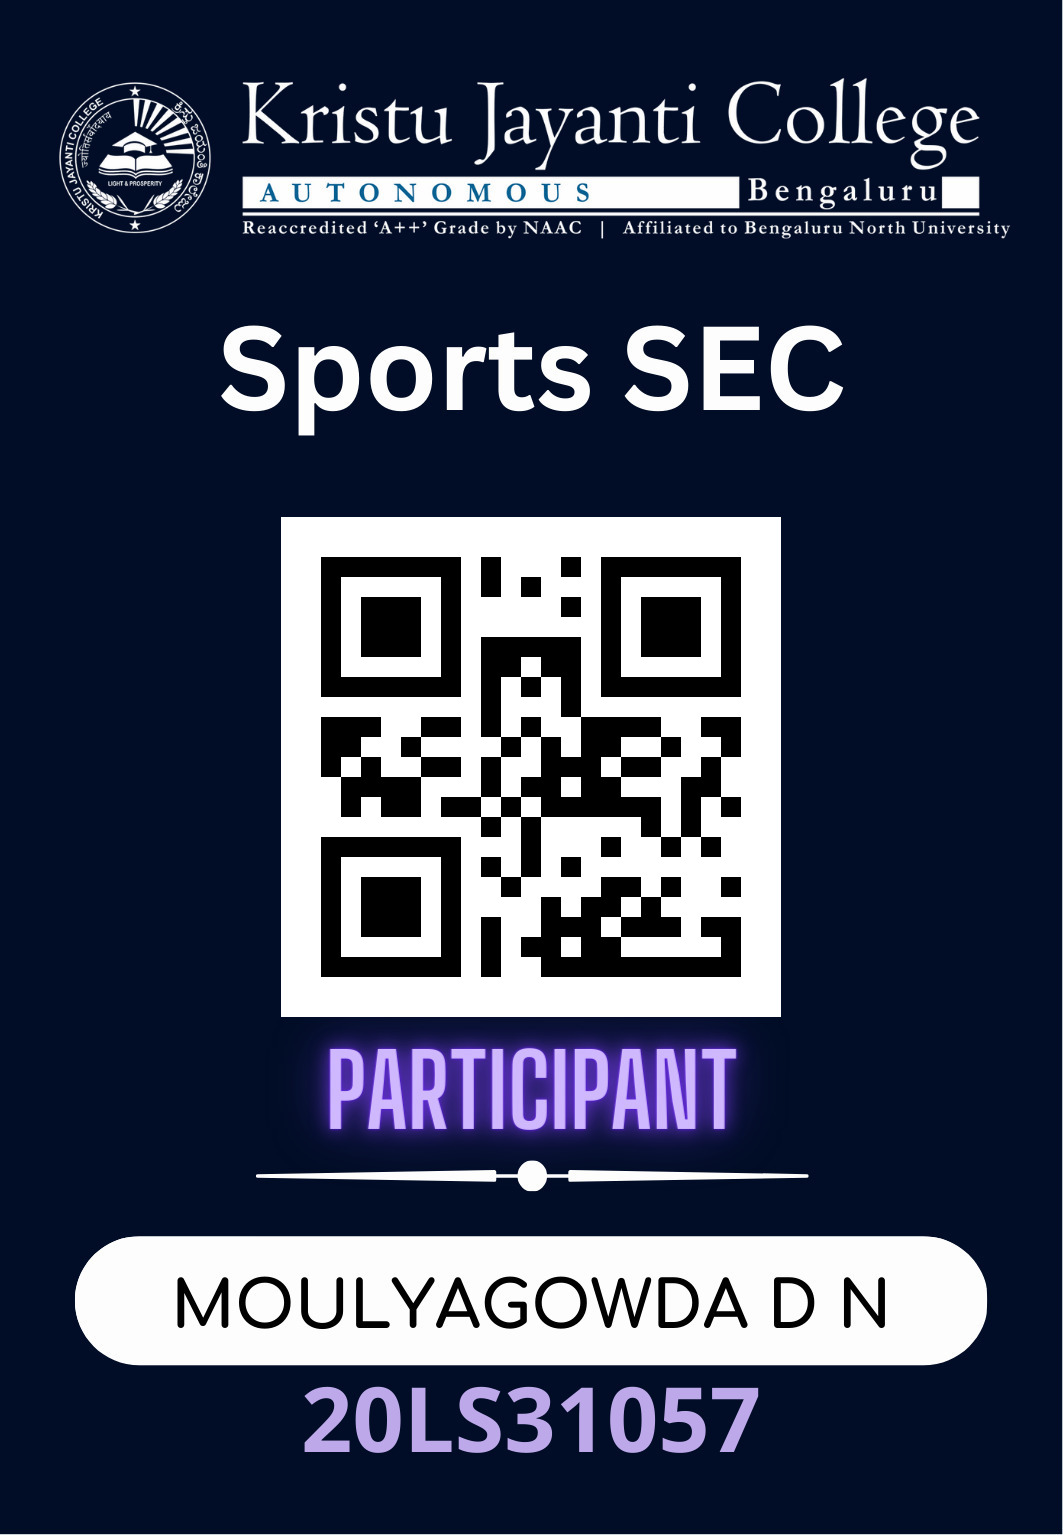 Kristu Jayanti College
AUTONOMOUS Bengaluru
Reaccredited ‘A++’ Grade by NAAC | Affiliated to Bengaluru North University
KRISTU JAYANTI COLLEGE
LIGHT & PROSPERITY
Sports SEC
PARTICIPANT
MOULYAGOWDA D N
20LS31057